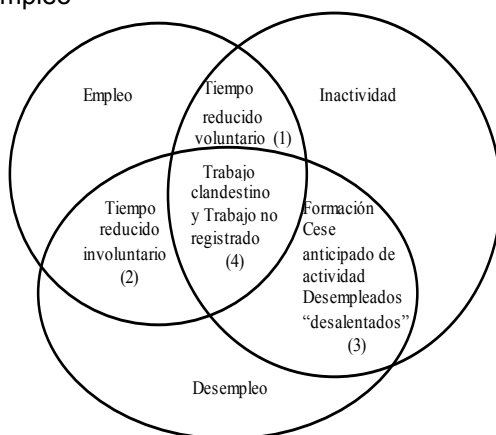 Empleo
Tiempo
reducido
voluntario (1)
Inactividad
Tiempo
reducido
involuntario
(2)
Trabajo
clandestino
y Trabajo no
registrado
(4)
Formación
Cese
anticipado de
actividad
Desempleados
“desalentados”
(3)
Desempleo